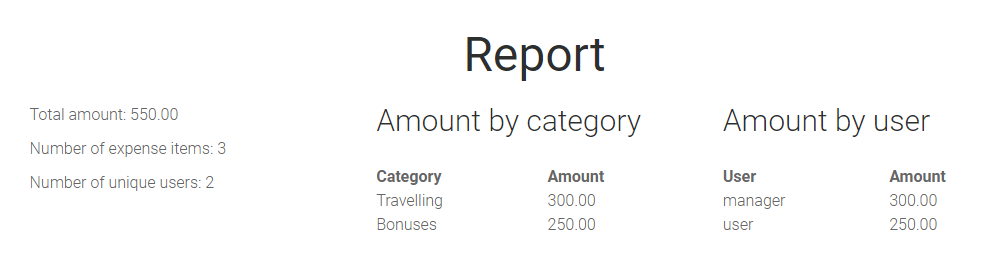 Report
Total amount: 550.00
Number of expense items: 3
Number of unique users: 2
Amount by category
Category Amount
Travelling 300.00
Bonuses 250.00
Amount by user
User Amount
manager 300.00
user 250.00